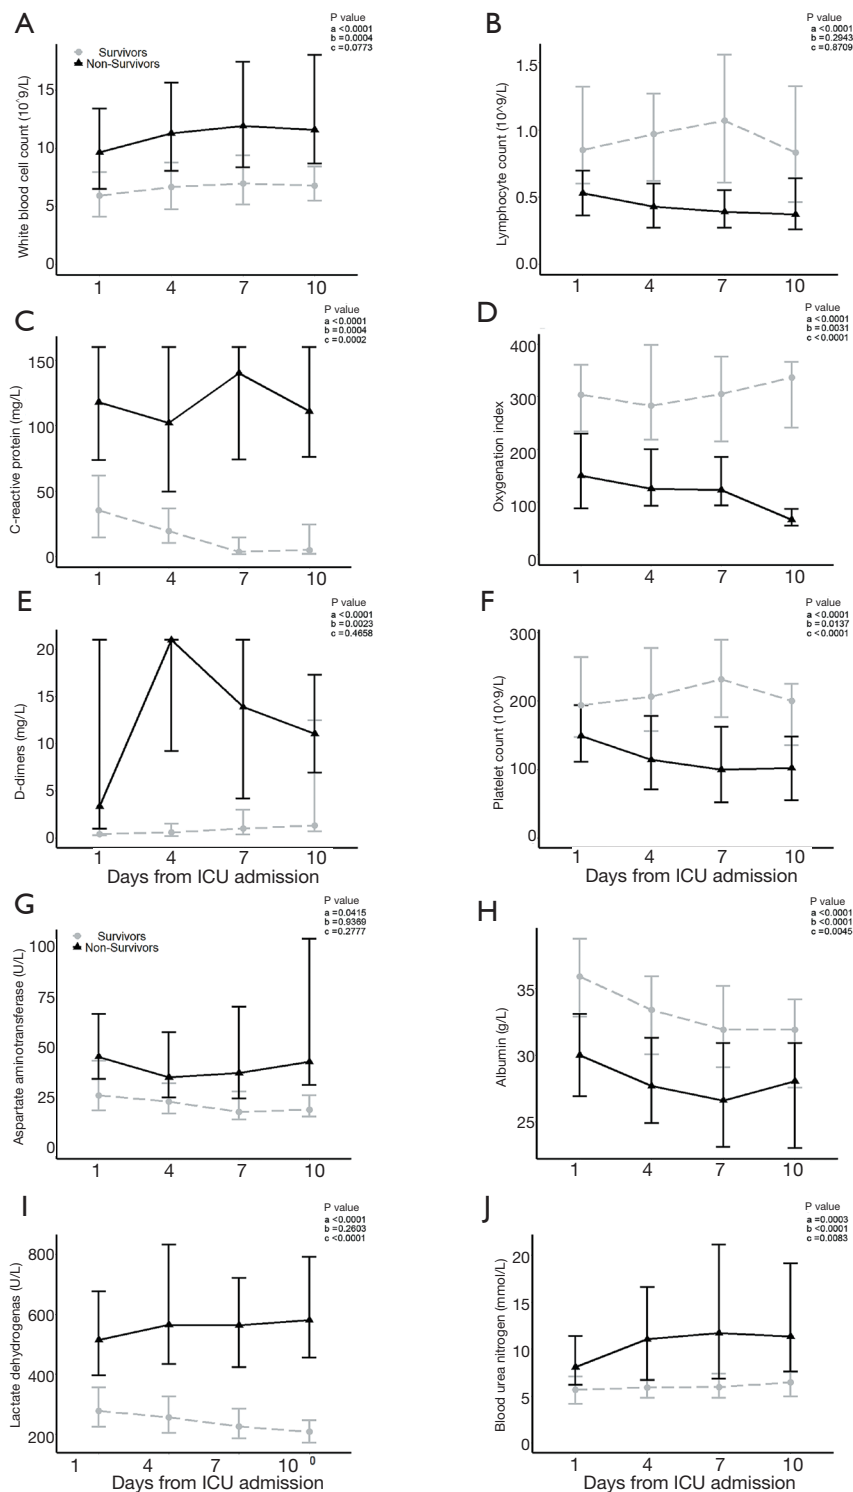 A
P value
a <0.0001
b =0.0004
c =0.0773
Survivors
Non-Survivors
White blood cell count (10^9/L)
15
10
5
0
1 4 7 10
B
P value
a <0.0001
b =0.2943
c =0.8709
Lymphocyte count (10^9/L)
1.5
1.0
0.5
0.0
1 4 7 10
C
P value
a <0.0001
b =0.0004
c =0.0002
C-reactive protein (mg/L)
150
100
50
0
1 4 7 10
D
P value
a <0.0001
b =0.0031
c <0.0001
Oxygenation index
400
300
200
100
0
1 4 7 10
E
P value
a <0.0001
b =0.0023
c =0.4658
D-dimers (mg/L)
20
15
10
5
0
1 4 7 10
Days from ICU admission
F
P value
a <0.0001
b =0.0137
c <0.0001
Platelet count (10^9/L)
300
200
100
0
1 4 7 10
Days from ICU admission
G
P value
a =0.0415
b =0.9369
c =0.2777
Survivors
Non-Survivors
Aspartate aminotransferase (U/L)
100
75
50
25
0
1 4 7 10
H
P value
a <0.0001
b <0.0001
c =0.0045
Albumin (g/L)
35
30
25
1 4 7 10
I
P value
a <0.0001
b =0.2603
c <0.0001
Lactate dehydrogenas (U/L)
800
600
400
200
1 4 7 10 0
Days from ICU admission
J
P value
a =0.0003
b <0.0001
c =0.0083
Blood urea nitrogen (mmol/L)
20
15
10
5
0
1 4 7 10
Days from ICU admission